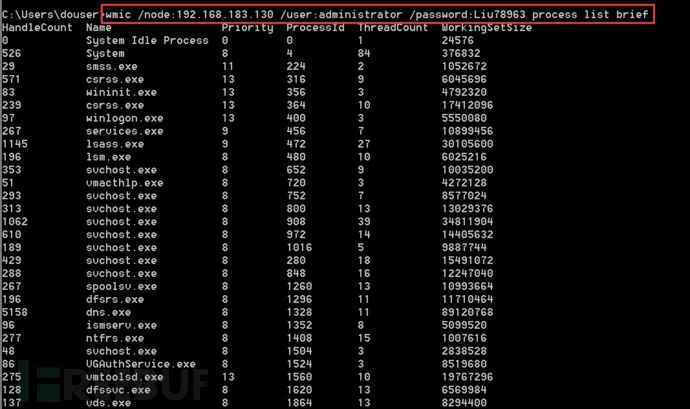 C:\Users\douser>wmic /node:192.168.183.130 /user:administrator /password:Liu78963 process list brief
HandleCount Name Priority ProcessId ThreadCount WorkingSetSize
0 System Idle Process 0 0 1 24576
526 System 8 4 84 376832
29 smss.exe 11 224 2 1052672
571 csrss.exe 13 316 9 6045696
83 wininit.exe 13 356 3 4792320
239 csrss.exe 13 364 10 17412096
97 winlogon.exe 13 400 3 5550080
267 services.exe 9 456 7 10899456
1145 lsass.exe 9 472 27 30105600
196 lsm.exe 8 480 10 6025216
353 svchost.exe 8 652 9 10035200
51 vmacthlp.exe 8 720 3 4272128
293 svchost.exe 8 752 7 8577024
313 svchost.exe 8 800 13 13029376
1062 svchost.exe 8 908 39 34811904
610 svchost.exe 8 972 14 14405632
189 svchost.exe 8 1016 5 9887744
429 svchost.exe 8 280 18 15491072
288 svchost.exe 8 848 16 12247040
267 spoolsv.exe 8 1260 13 10993664
196 dfsrs.exe 8 1296 11 11710464
5158 dns.exe 8 1328 11 89120768
96 ismserv.exe 8 1352 8 5099520
277 ntfrs.exe 8 1408 15 1007616
48 svchost.exe 8 1504 3 2838528
86 VGAuthService.exe 8 1524 3 8519680
275 vmtoolsd.exe 13 1560 10 19767296
128 dfssvc.exe 8 1620 13 6569984
137 vds.exe 8 1864 13 8294400